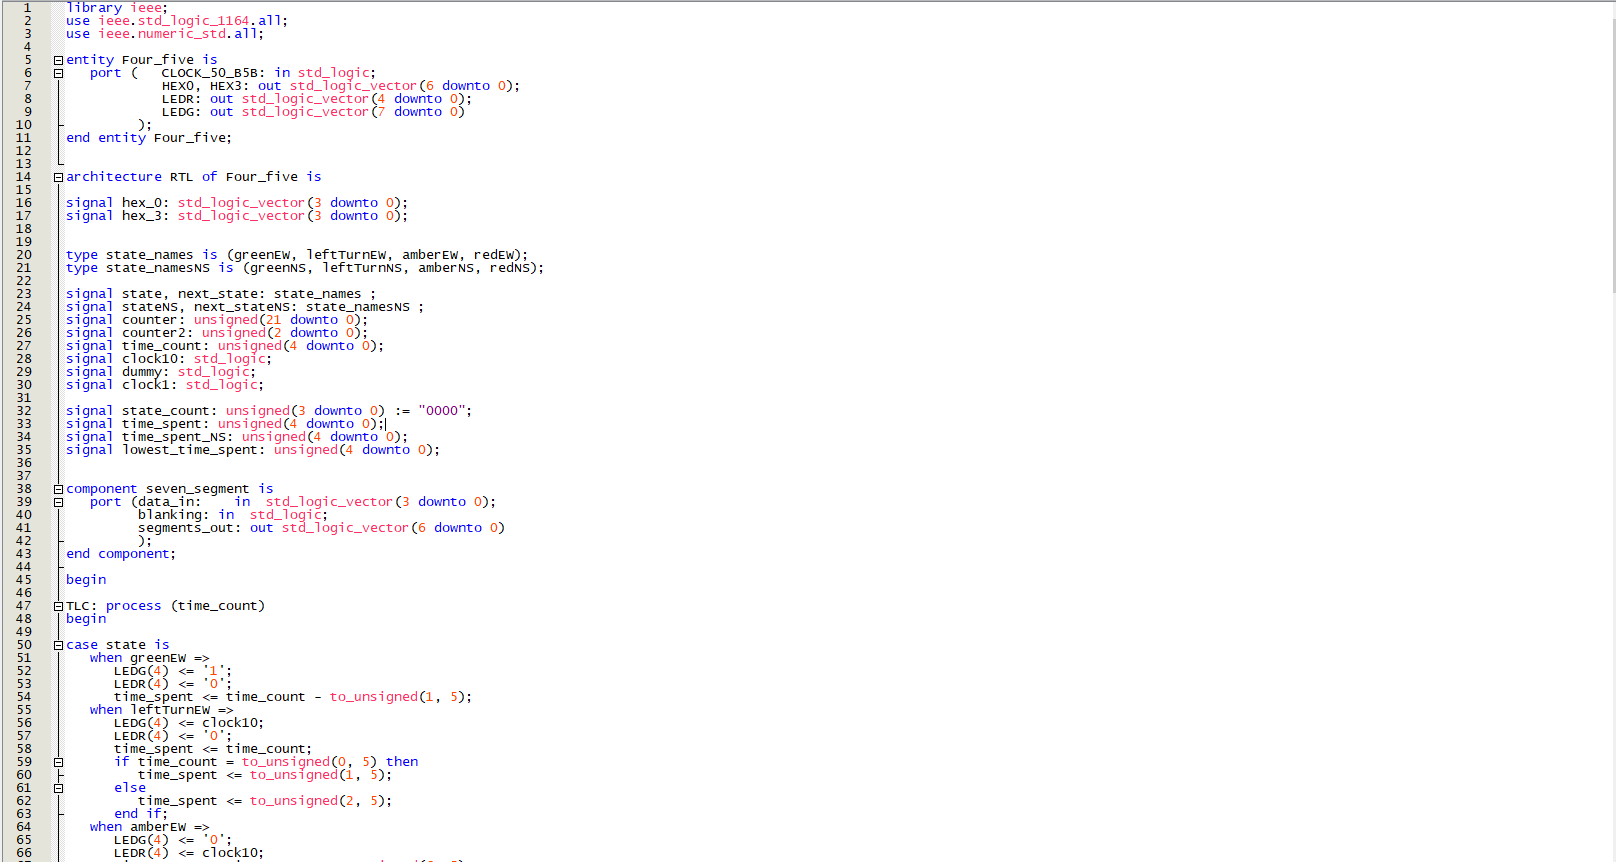 1 library ieee;
2 use ieee.std_logic_1164.all;
3 use ieee.numeric_std.all;
4
5 entity Four_five is
6 port ( CLOCK_50_B5B: in std_logic;
7 HEX0, HEX3: out std_logic_vector(6 downto 0);
8 LEDR: out std_logic_vector(4 downto 0);
9 LEDG: out std_logic_vector(7 downto 0)
10 );
11 end entity Four_five;
12
13
14 architecture RTL of Four_five is
15
16 signal hex_0: std_logic_vector(3 downto 0);
17 signal hex_3: std_logic_vector(3 downto 0);
18
19
20 type state_names is (greenEW, leftTurnEW, amberEW, redEW);
21 type state_namesNS is (greenNS, leftTurnNS, amberNS, redNS);
22
23 signal state, next_state: state_names ;
24 signal stateNS, next_stateNS: state_namesNS ;
25 signal counter: unsigned(21 downto 0);
26 signal counter2: unsigned(2 downto 0);
27 signal time_count: unsigned(4 downto 0);
28 signal clock10: std_logic;
29 signal dummy: std_logic;
30 signal clock1: std_logic;
31
32 signal state_count: unsigned(3 downto 0) := "0000";
33 signal time_spent: unsigned(4 downto 0);
34 signal time_spent_NS: unsigned(4 downto 0);
35 signal lowest_time_spent: unsigned(4 downto 0);
36
37
38 component seven_segment is
39 port (data_in: in std_logic_vector(3 downto 0);
40 blanking: in std_logic;
41 segments_out: out std_logic_vector(6 downto 0)
42 );
43 end component;
44
45 begin
46
47 TLC: process (time_count)
48 begin
49
50 case state is
51 when greenEW =>
52 LEDG(4) <= '1';
53 LEDR(4) <= '0';
54 time_spent <= time_count - to_unsigned(1, 5);
55 when leftTurnEW =>
56 LEDG(4) <= clock10;
57 LEDR(4) <= '0';
58 time_spent <= time_count;
59 if time_count = to_unsigned(0, 5) then
60 time_spent <= to_unsigned(1, 5);
61 else
62 time_spent <= to_unsigned(2, 5);
63 end if;
64 when amberEW =>
65 LEDG(4) <= '0';
66 LEDR(4) <= clock10;